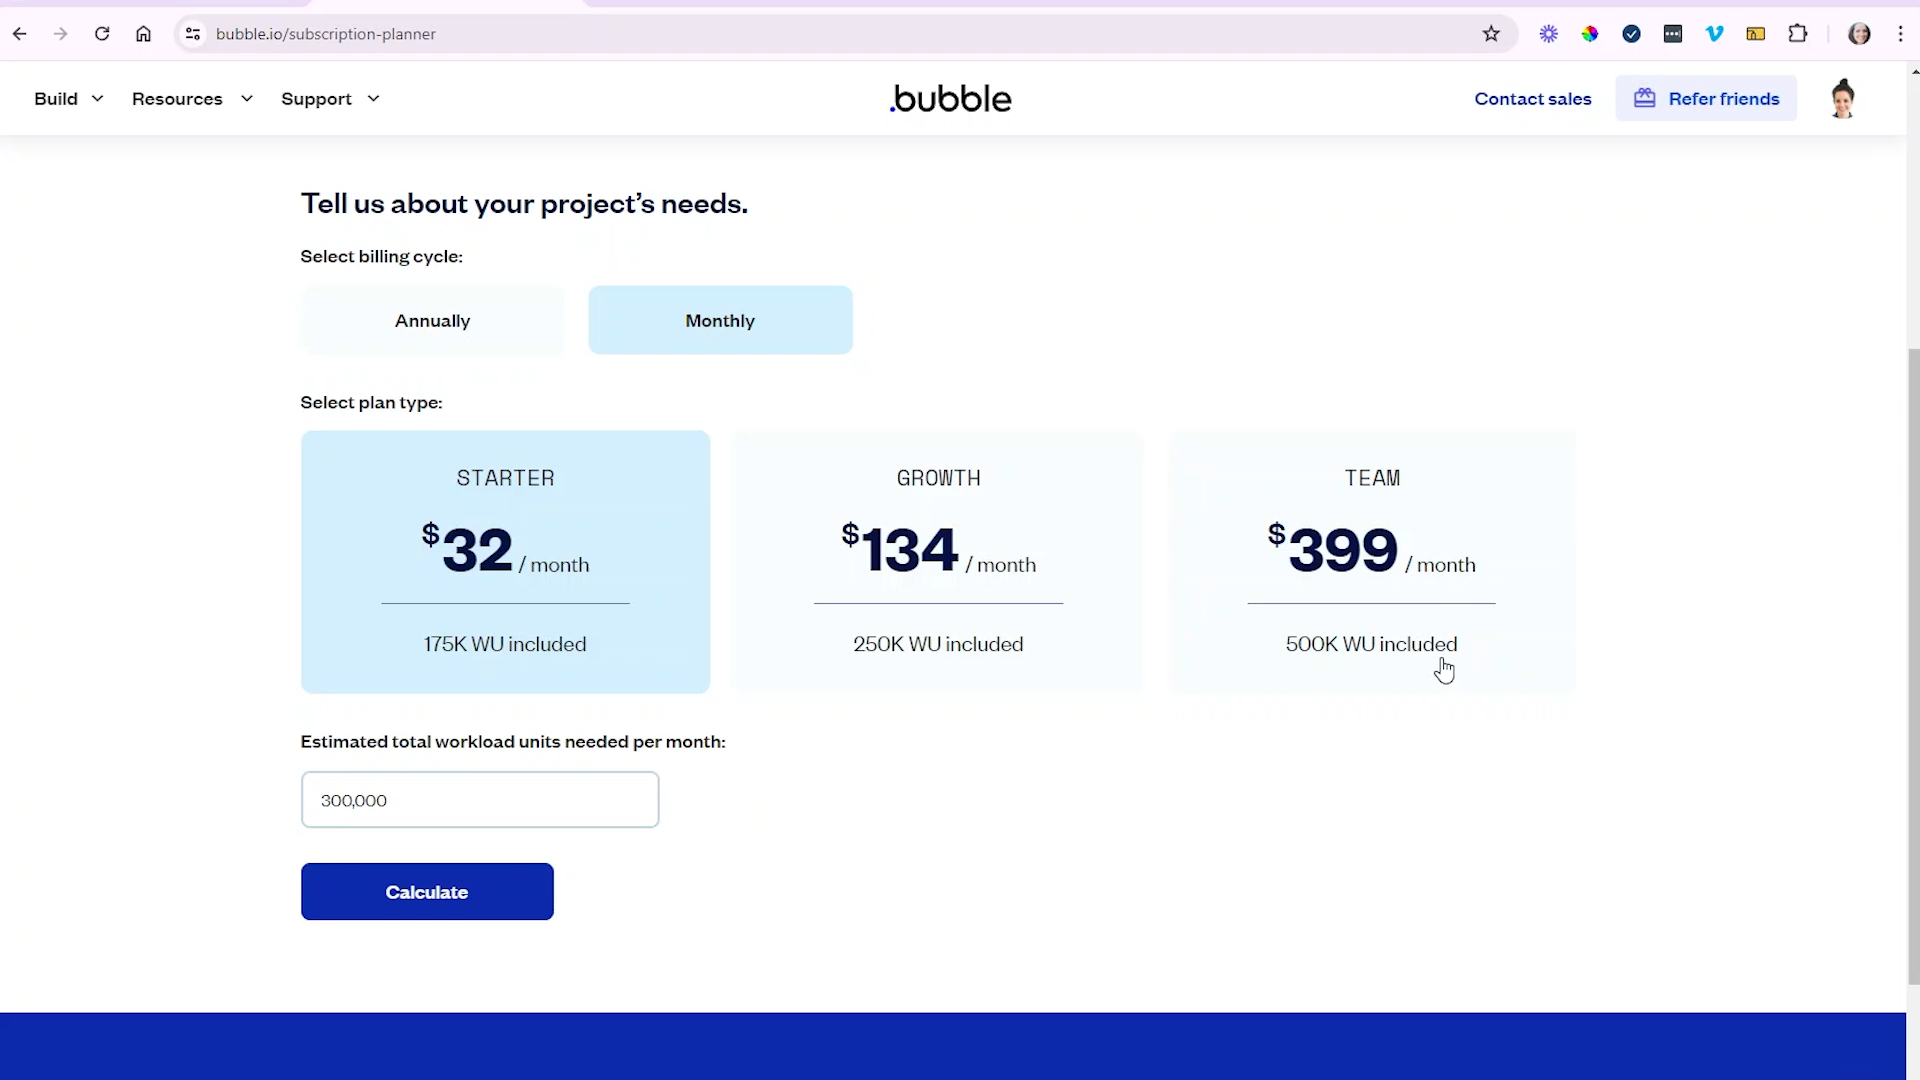 bubble.io/subscription-planner
Build
Resources
Support
.bubble
Contact sales
Refer friends
Tell us about your project’s needs.
Select billing cycle:
Annually
Monthly
Select plan type:
STARTER
$32 / month
175K WU included
GROWTH
$134 / month
250K WU included
TEAM
$399 / month
500K WU included
Estimated total workload units needed per month:
300,000
Calculate